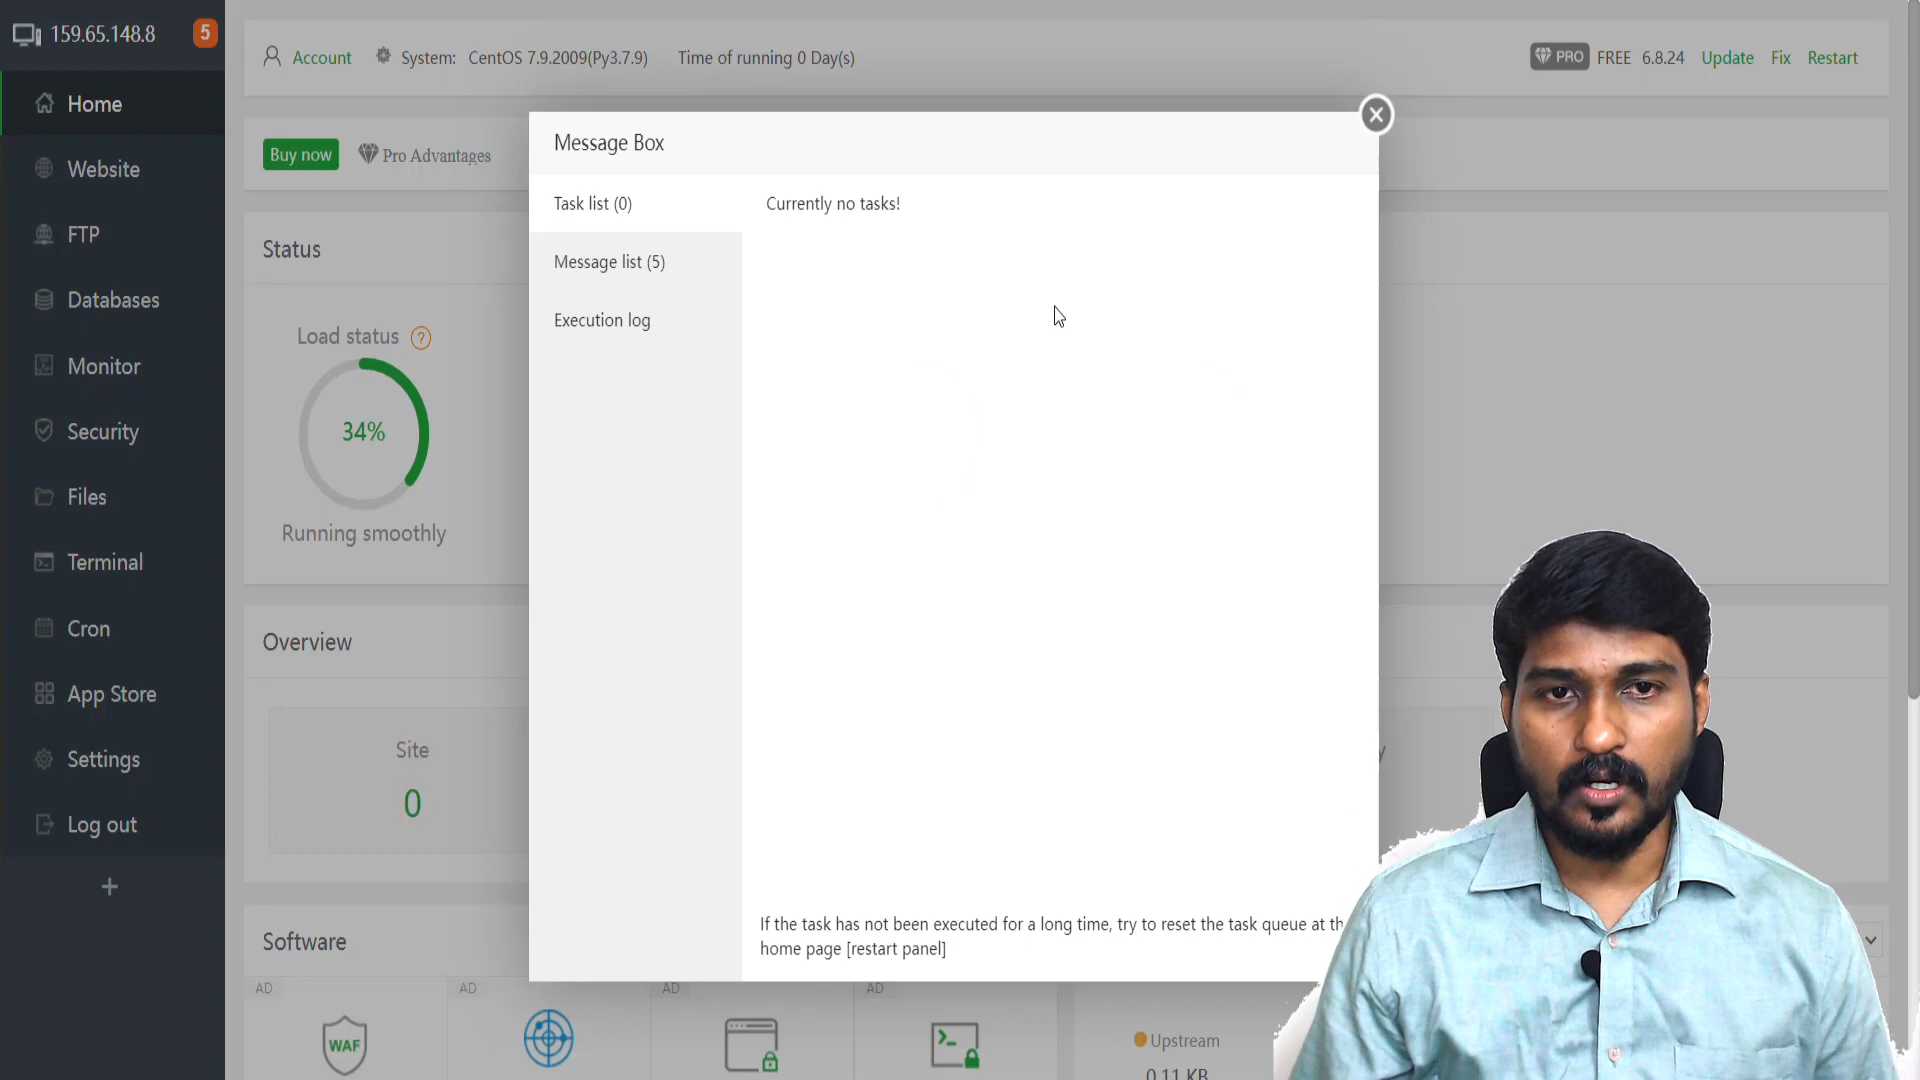 159.65.148.8
5
Account
System: CentOS 7.9.2009(Py3.7.9)
Time of running 0 Day(s)
PRO
FREE 6.8.24 Update Fix Restart
Home
Website
FTP
Databases
Monitor
Security
Files
Terminal
Cron
App Store
Settings
Log out
+
Buy now
Pro Advantages
Status
Load status ?
34%
Running smoothly
Overview
Site
0
Software
AD
AD
AD
AD
WAF
Message Box
Task list (0)
Message list (5)
Execution log
Currently no tasks!
If the task has not been executed for a long time, try to reset the task queue at
home page [restart panel]
Upstream
0.11 KB